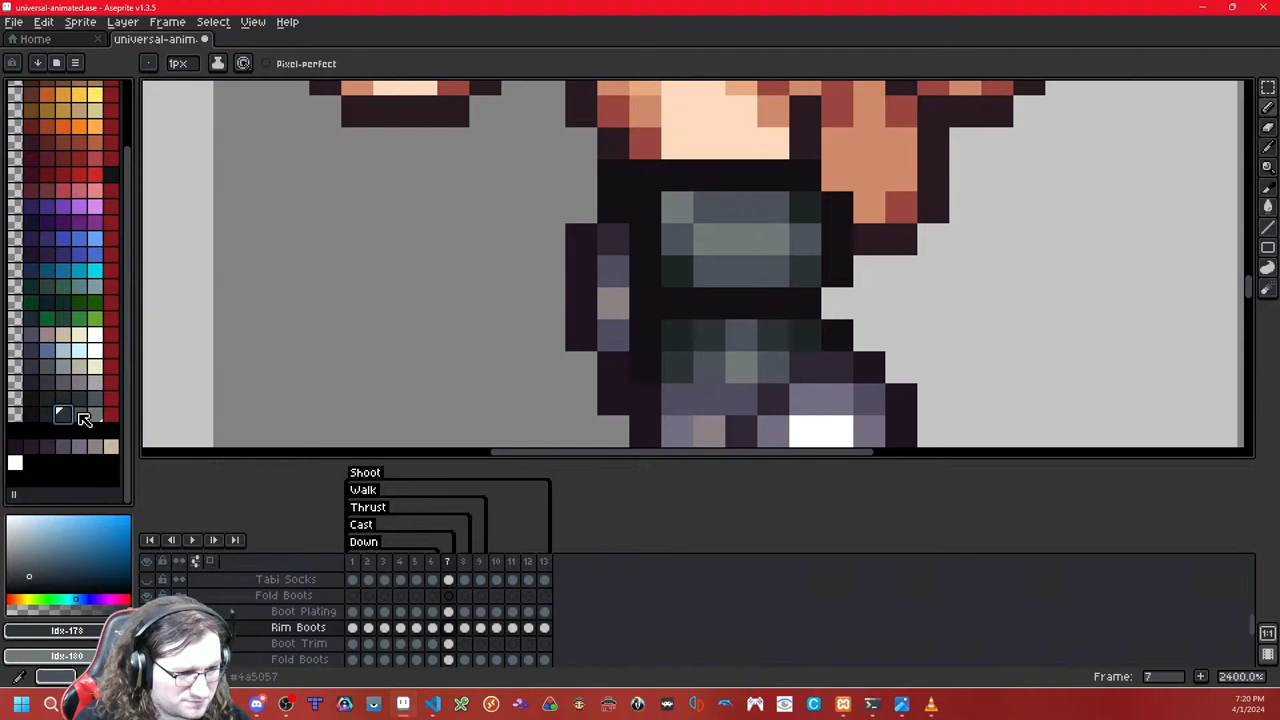 universal-animated.ase - Aseprite v1.3.5
File Edit Sprite Layer Frame Select View Help
Home universal-anim.
1px Pixel-perfect
Shoot
Walk
Thrust
Cast
Down
1 2 3 4 5 6 7 8 9 10 11 12 13
Tabi Socks
Fold Boots
Boot Plating
Rim Boots
Boot Trim
Fold Boots
Idx-178
Idx-180
#4a5057
Frame: 7 2400.0%
1:1
7:20 PM
4/1/2024